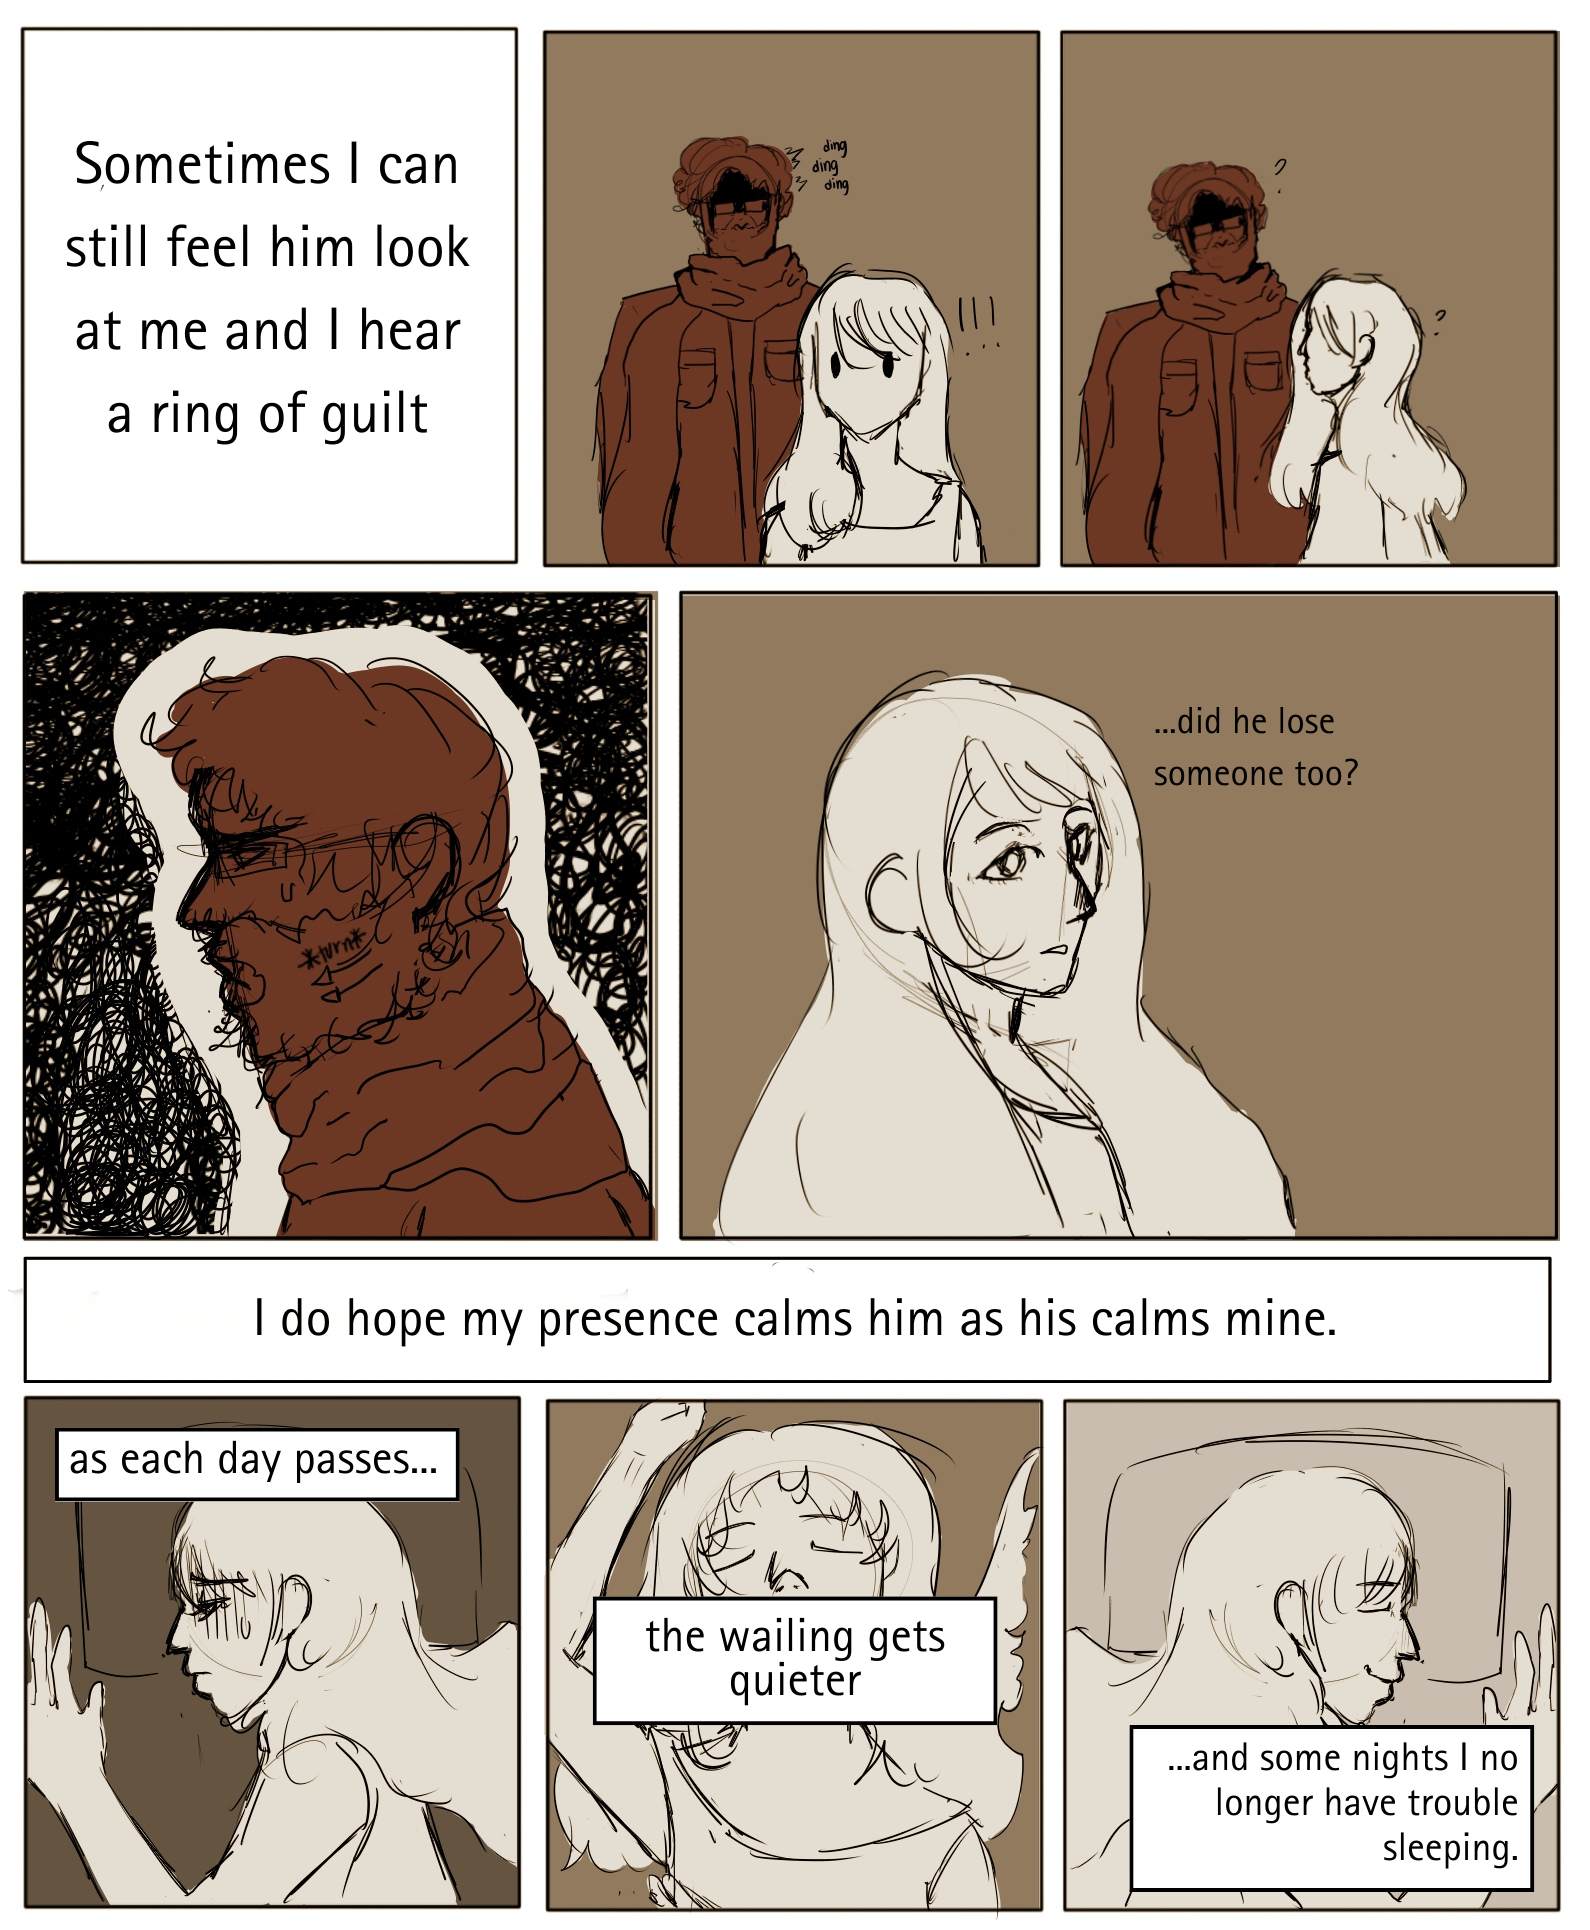 Sometimes I can
still feel him look
at me and I hear
a ring of guilt
ding
ding
ding
!!!
?
?
*turn*
...did he lose
someone too?
I do hope my presence calms him as his calms mine.
as each day passes...
the wailing gets
quieter
...and some nights I no
longer have trouble
sleeping.